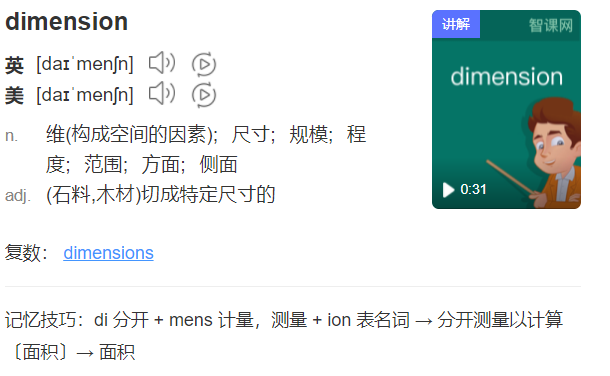 dimension
英 [daɪˈmenʃn]
美 [daɪˈmenʃn]
n. 维(构成空间的因素)；尺寸；规模；程
度；范围；方面；侧面
adj. (石料,木材)切成特定尺寸的
复数： dimensions
记忆技巧：di 分开 + mens 计量，测量 + ion 表名词 → 分开测量以计算
〔面积〕→ 面积
讲解 智课网
dimension
0:31